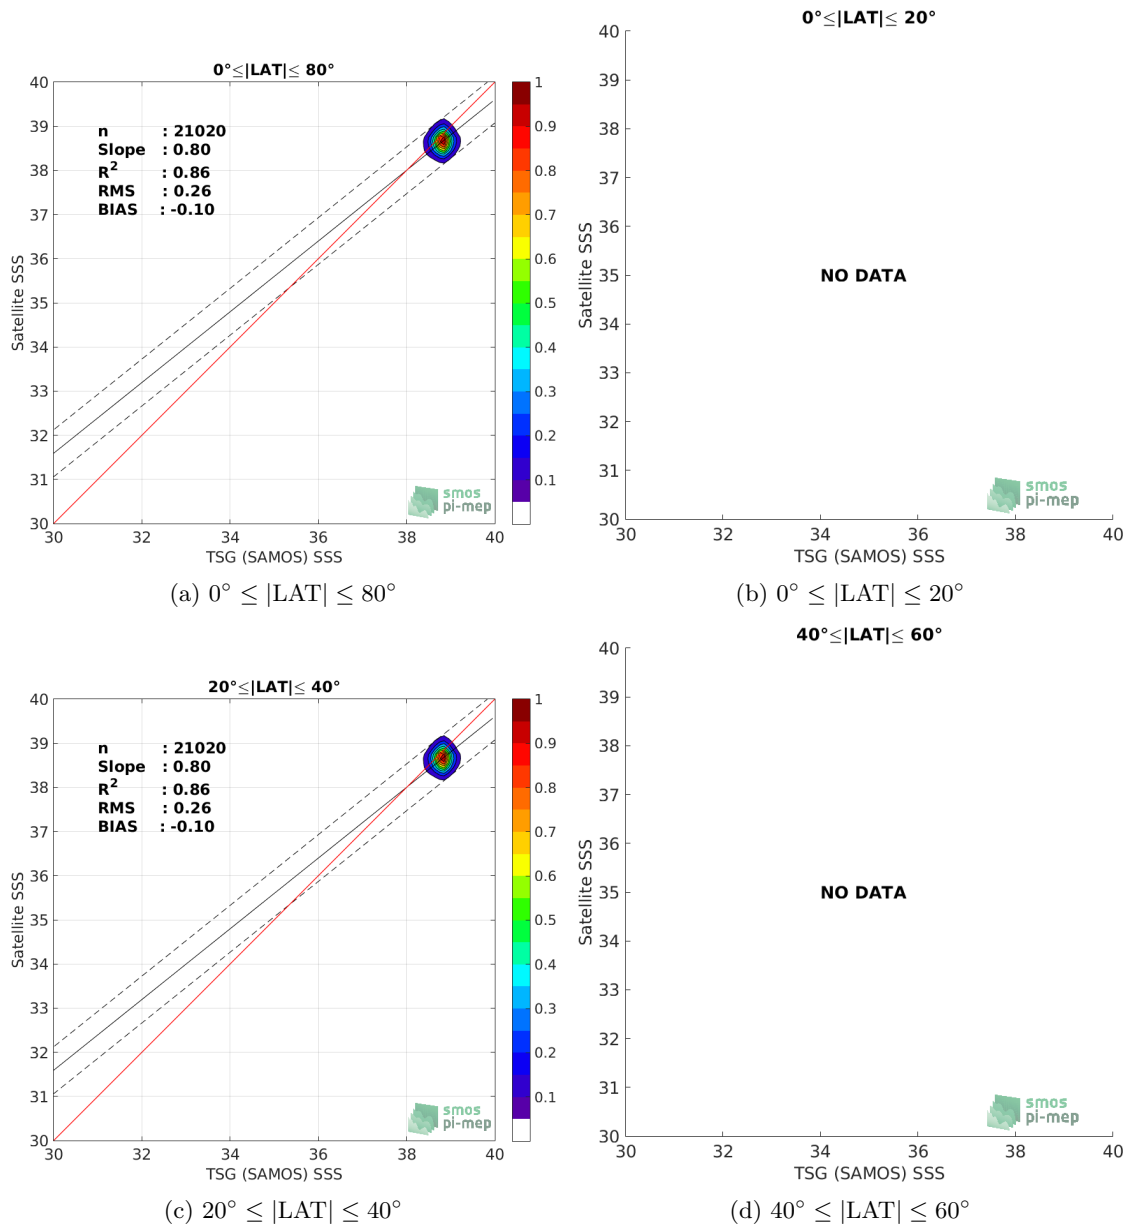 0°≤|LAT|≤ 80°
40
39
38
37
36
35
34
33
32
31
30
Satellite SSS
n : 21020
Slope : 0.80
R2 : 0.86
RMS : 0.26
BIAS : -0.10
1
0.9
0.8
0.7
0.6
0.5
0.4
0.3
0.2
0.1
smos
pi-mep
30 32 34 36 38 40
TSG (SAMOS) SSS
(a) 0° ≤ |LAT| ≤ 80°
0°≤|LAT|≤ 20°
40
39
38
37
36
35
34
33
32
31
30
Satellite SSS
NO DATA
smos
pi-mep
30 32 34 36 38 40
TSG (SAMOS) SSS
(b) 0° ≤ |LAT| ≤ 20°
20°≤|LAT|≤ 40°
40
39
38
37
36
35
34
33
32
31
30
Satellite SSS
n : 21020
Slope : 0.80
R2 : 0.86
RMS : 0.26
BIAS : -0.10
1
0.9
0.8
0.7
0.6
0.5
0.4
0.3
0.2
0.1
smos
pi-mep
30 32 34 36 38 40
TSG (SAMOS) SSS
(c) 20° ≤ |LAT| ≤ 40°
40°≤|LAT|≤ 60°
40
39
38
37
36
35
34
33
32
31
30
Satellite SSS
NO DATA
smos
pi-mep
30 32 34 36 38 40
TSG (SAMOS) SSS
(d) 40° ≤ |LAT| ≤ 60°